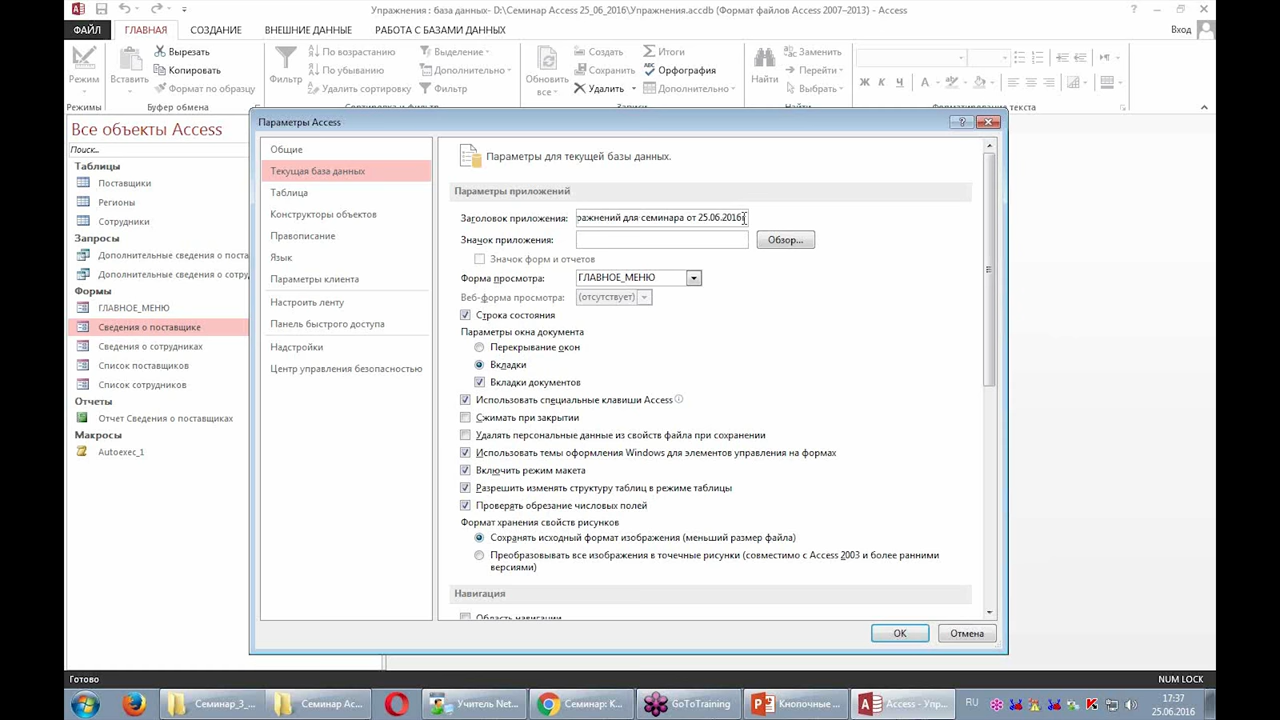 Упражнения : база данных- D:\Семинар Access 25_06_2016\Упражнения.accdb (Формат файлов Access 2007–2013) - Access
ФАЙЛ
ГЛАВНАЯ
СОЗДАНИЕ
ВНЕШНИЕ ДАННЫЕ
РАБОТА С БАЗАМИ ДАННЫХ
Вход
Режим
Режимы
Вставить
Вырезать
Копировать
Формат по образцу
Буфер обмена
Фильтр
По возрастанию
По убыванию
Удалить сортировку
Выделение
Дополнительно
Фильтр
Сортировка и фильтр
Обновить
все
Создать
Сохранить
Удалить
Итоги
Орфография
Дополнительно
Записи
Найти
Заменить
Перейти
Выбрать
Найти
Ж К Ч
Форматирование текста
Все объекты Access
Поиск...
Таблицы
Поставщики
Регионы
Сотрудники
Запросы
Дополнительные сведения о поста
Дополнительные сведения о сотру
Формы
ГЛАВНОЕ_МЕНЮ
Сведения о поставщике
Сведения о сотрудниках
Список поставщиков
Список сотрудников
Отчеты
Отчет Сведения о поставщиках
Макросы
Autoexec_1
Параметры Access
Общие
Текущая база данных
Таблица
Конструкторы объектов
Правописание
Язык
Параметры клиента
Настроить ленту
Панель быстрого доступа
Надстройки
Центр управления безопасностью
Параметры для текущей базы данных.
Параметры приложений
Заголовок приложения: ражнений для семинара от 25.06.2016
Значок приложения:
Обзор...
Значок форм и отчетов
Форма просмотра: ГЛАВНОЕ_МЕНЮ
Веб-форма просмотра: (отсутствует)
Строка состояния
Параметры окна документа
Перекрывание окон
Вкладки
Вкладки документов
Использовать специальные клавиши Access
Сжимать при закрытии
Удалять персональные данные из свойств файла при сохранении
Использовать темы оформления Windows для элементов управления на формах
Включить режим макета
Разрешить изменять структуру таблиц в режиме таблицы
Проверять обрезание числовых полей
Формат хранения свойств рисунков
Сохранять исходный формат изображения (меньший размер файла)
Преобразовывать все изображения в точечные рисунки (совместимо с Access 2003 и более ранними
версиями)
Навигация
Область навигации
ОК
Отмена
Готово
NUM LOCK
Семинар_3_...
Семинар Ac...
Учитель Net...
Семинар: К...
GoToTraining
Кнопочные ...
Access - Упр...
RU
17:37
25.06.2016